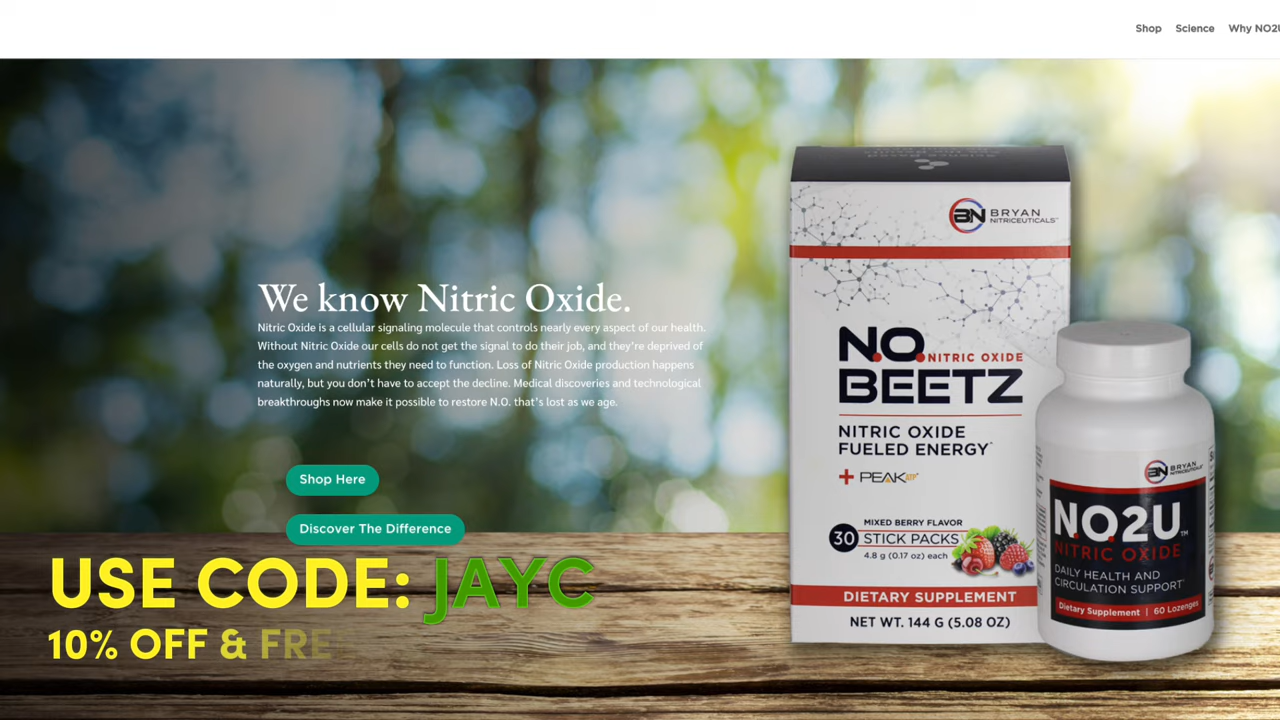 Shop Science Why NO2U
We know Nitric Oxide.
Nitric Oxide is a cellular signaling molecule that controls nearly every aspect of our health.
Without Nitric Oxide our cells do not get the signal to do their job, and they're deprived of
the oxygen and nutrients they need to function. Loss of Nitric Oxide production happens
naturally, but you don't have to accept the decline. Medical discoveries and technological
breakthroughs now make it possible to restore N.O. that's lost as we age.
Shop Here
Discover The Difference
USE CODE: JAYC
10% OFF & FRE
BN BRYAN
NITRICEUTICALS™
N.O. NITRIC OXIDE
BEETZ
NITRIC OXIDE
FUELED ENERGY
PEAK ATP
MIXED BERRY FLAVOR
30 STICK PACKS
4.8 g (0.17 oz) each
DIETARY SUPPLEMENT
NET WT. 144 G (5.08 OZ)
BN BRYAN
NITRICEUTICALS
N.O.2U™
NITRIC OXIDE
DAILY HEALTH AND
CIRCULATION SUPPORT
Dietary Supplement | 60 Lozenges